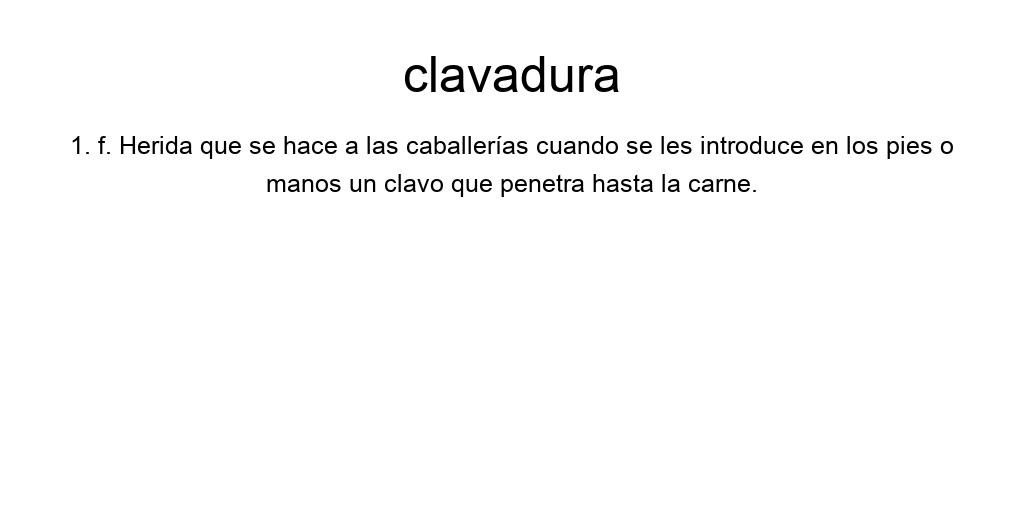 clavadura
1. f. Herida que se hace a las caballerías cuando se les introduce en los pies o
manos un clavo que penetra hasta la carne.